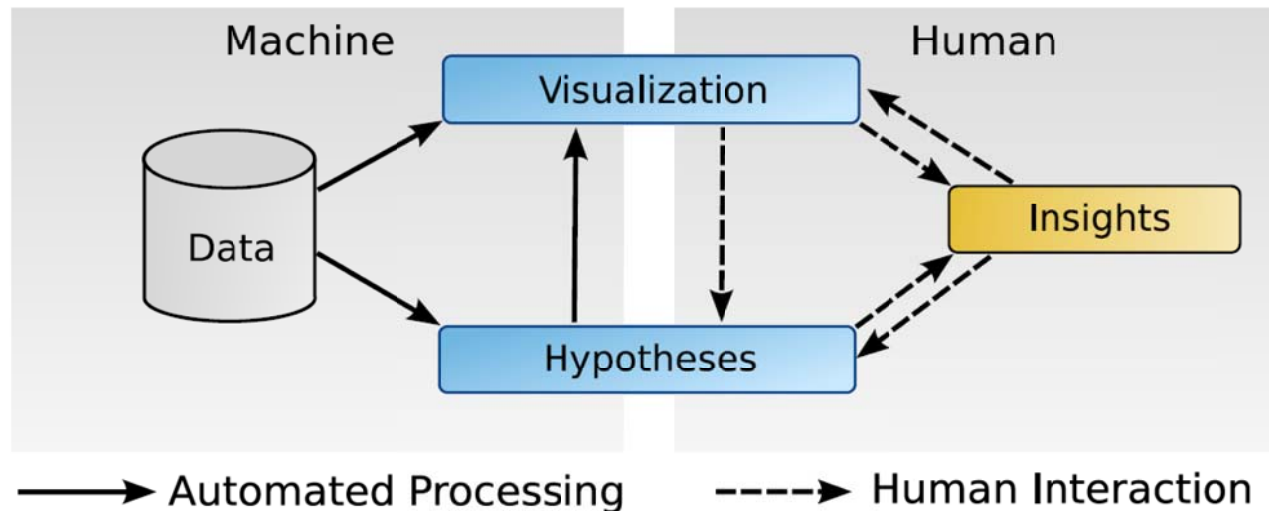 Machine
Human
Visualization
Data
Insights
Hypotheses
Automated Processing
Human Interaction